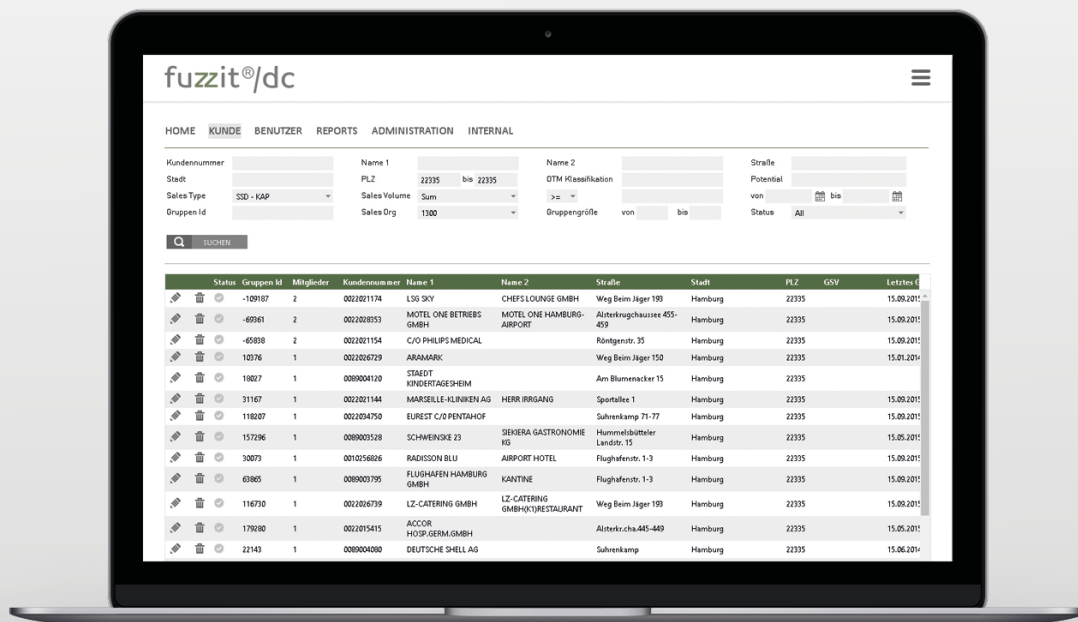 fuzzit®/dc
HOME KUNDE BENUTZER REPORTS ADMINISTRATION INTERNAL
Kundennummer Name 1 Name 2 Straße
Stadt PLZ 22335 bis 22335 OTM Klassifikation Potential
Sales Type SSD - KAP Sales Volume Sum >= von bis
Gruppen Id Sales Org 1300 Gruppengröße von bis Status All
SUCHEN
Status Gruppen Id Mitglieder Kundennummer Name 1 Name 2 Straße Stadt PLZ GSV Letztes G
-109187 2 0022021174 LSG SKY CHEFS LOUNGE GMBH Weg Beim Jäger 193 Hamburg 22335 15.09.2015
-69361 2 0022028353 MOTEL ONE BETRIEBS GMBH MOTEL ONE HAMBURG-AIRPORT Alsterkrugchaussee 455-459 Hamburg 22335 15.09.2015
-65838 2 0022021154 C/O PHILIPS MEDICAL Röntgenstr. 35 Hamburg 22335 15.09.2015
10376 1 0022026729 ARAMARK Weg Beim Jäger 150 Hamburg 22335 15.01.2014
18027 1 0089004120 STAEDT KINDERTAGESHEIM Am Blumenacker 15 Hamburg 22335
31167 1 0022021144 MARSEILLE-KLINIKEN AG HERR IRRGANG Sportallee 1 Hamburg 22335 15.09.2015
118207 1 0022034750 EUREST C/O PENTAHOF Suhrenkamp 71-77 Hamburg 22335 15.09.2015
157296 1 0089003528 SCHWEINSKE 23 SIEKIERA GASTRONOMIE KG Hummelsbütteler Landstr. 15 Hamburg 22335 15.05.2015
30073 1 0010256826 RADISSON BLU AIRPORT HOTEL Flughafenstr. 1-3 Hamburg 22335 15.09.2015
63865 1 0089003795 FLUGHAFEN HAMBURG GMBH KANTINE Flughafenstr. 1-3 Hamburg 22335 15.09.2015
116730 1 0022026739 LZ-CATERING GMBH LZ-CATERING GMBH(K1)RESTAURANT Weg Beim Jäger 193 Hamburg 22335 15.09.2015
179280 1 0022015415 ACCOR HOSP.GERM.GMBH Alsterkr.cha.445-449 Hamburg 22335 15.05.2015
22143 1 0089004080 DEUTSCHE SHELL AG Suhrenkamp Hamburg 22335 15.06.2014